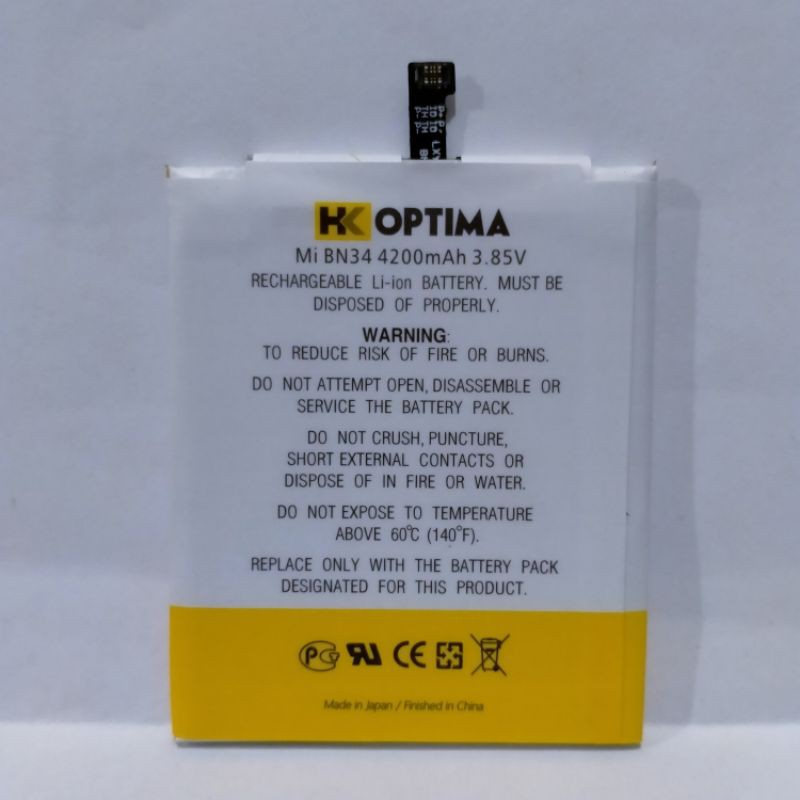 HK OPTIMA
Mi BN34 4200mAh 3.85V
RECHARGEABLE Li-ion BATTERY. MUST BE
DISPOSED OF PROPERLY.
WARNING:
TO REDUCE RISK OF FIRE OR BURNS.
DO NOT ATTEMPT OPEN, DISASSEMBLE OR
SERVICE THE BATTERY PACK.
DO NOT CRUSH, PUNCTURE,
SHORT EXTERNAL CONTACTS OR
DISPOSE OF IN FIRE OR WATER.
DO NOT EXPOSE TO TEMPERATURE
ABOVE 60℃ (140°F).
REPLACE ONLY WITH THE BATTERY PACK
DESIGNATED FOR THIS PRODUCT.
CE
Made in Japan / Finished in China